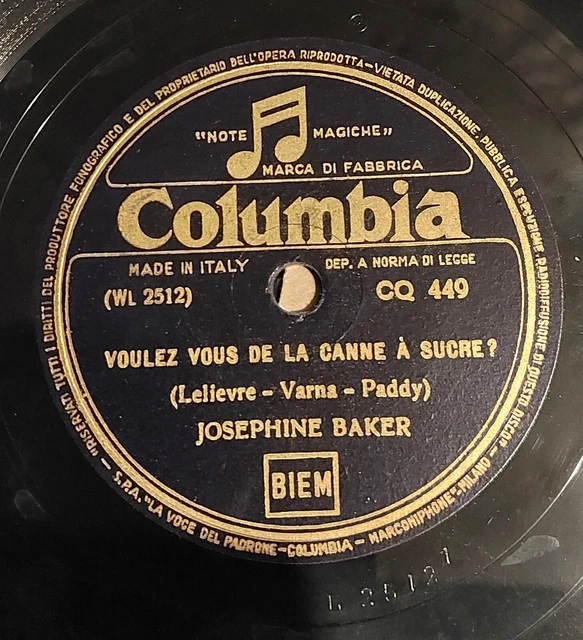 "RISERVATI TUTTI I DIRITTI DEL PRODUTTORE FONOGRAFICO E DEL PROPRIETARIO DELL'OPERA RIPRODOTTA—VIETATA DUPLICAZIONE, PUBBLICA ESECUZIONE, RADIODIFFUSIONE DI QUESTO DISCO"
"NOTE MAGICHE"
MARCA DI FABBRICA
Columbia
MADE IN ITALY DEP. A NORMA DI LEGGE
(WL 2512) CQ 449
VOULEZ VOUS DE LA CANNE À SUCRE?
(Lelievre - Varna - Paddy)
JOSEPHINE BAKER
BIEM
— S.P.A. "LA VOCE DEL PADRONE—COLUMBIA — MARCONIPHONE"—MILANO —